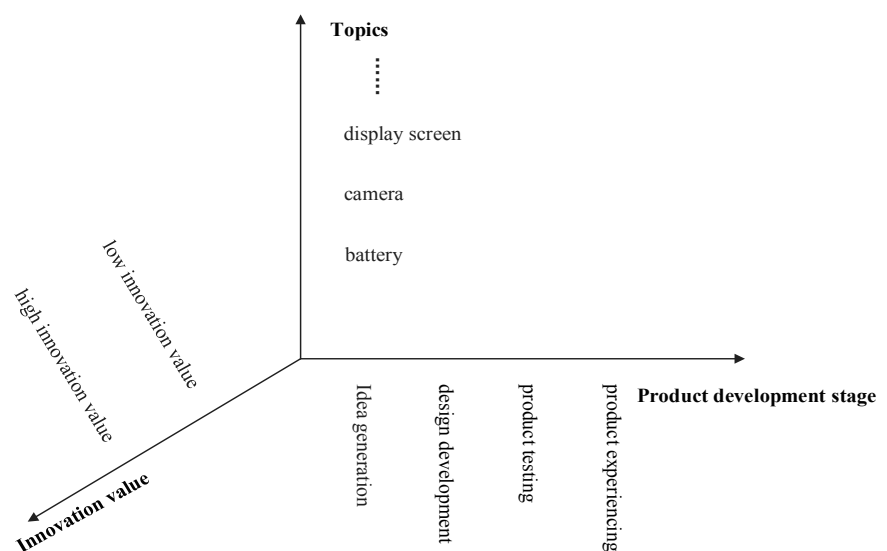 Topics
display screen
camera
battery
low innovation value
high innovation value
Innovation value
Idea generation
design development
product testing
product experiencing
Product development stage